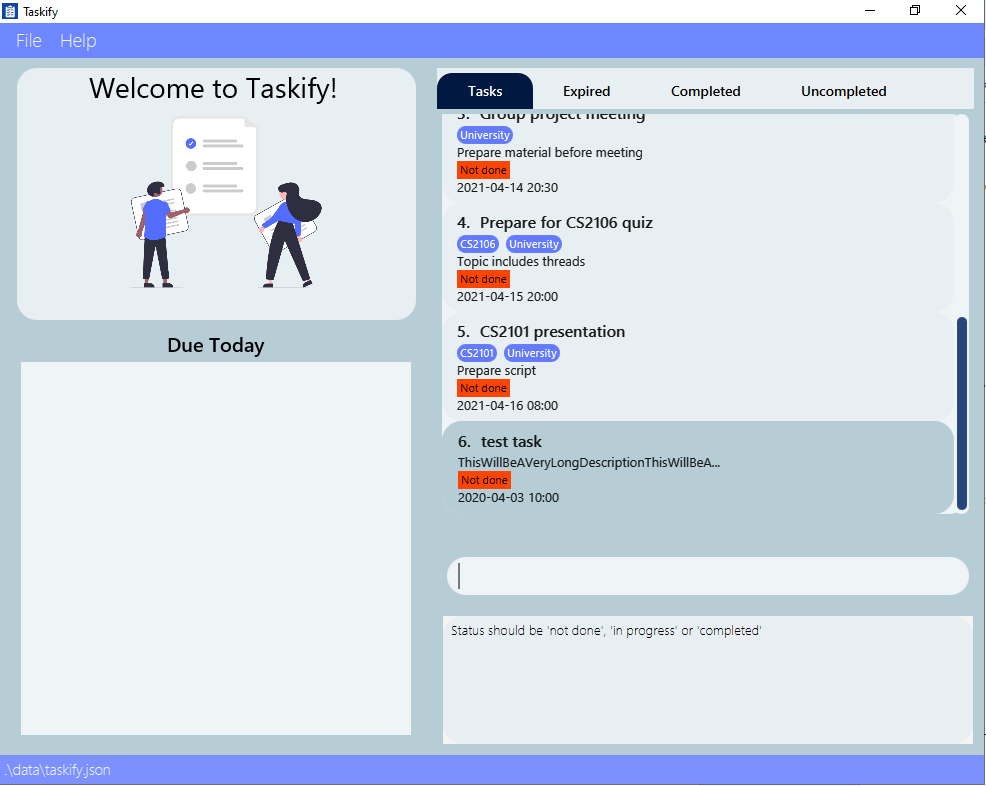 Taskify
File Help
Welcome to Taskify!
Due Today
Tasks Expired Completed Uncompleted
3. Group project meeting
University
Prepare material before meeting
Not done
2021-04-14 20:30
4. Prepare for CS2106 quiz
CS2106 University
Topic includes threads
Not done
2021-04-15 20:00
5. CS2101 presentation
CS2101 University
Prepare script
Not done
2021-04-16 08:00
6. test task
ThisWillBeAVeryLongDescriptionThisWillBeA...
Not done
2020-04-03 10:00
Status should be 'not done', 'in progress' or 'completed'
.\data\taskify.json